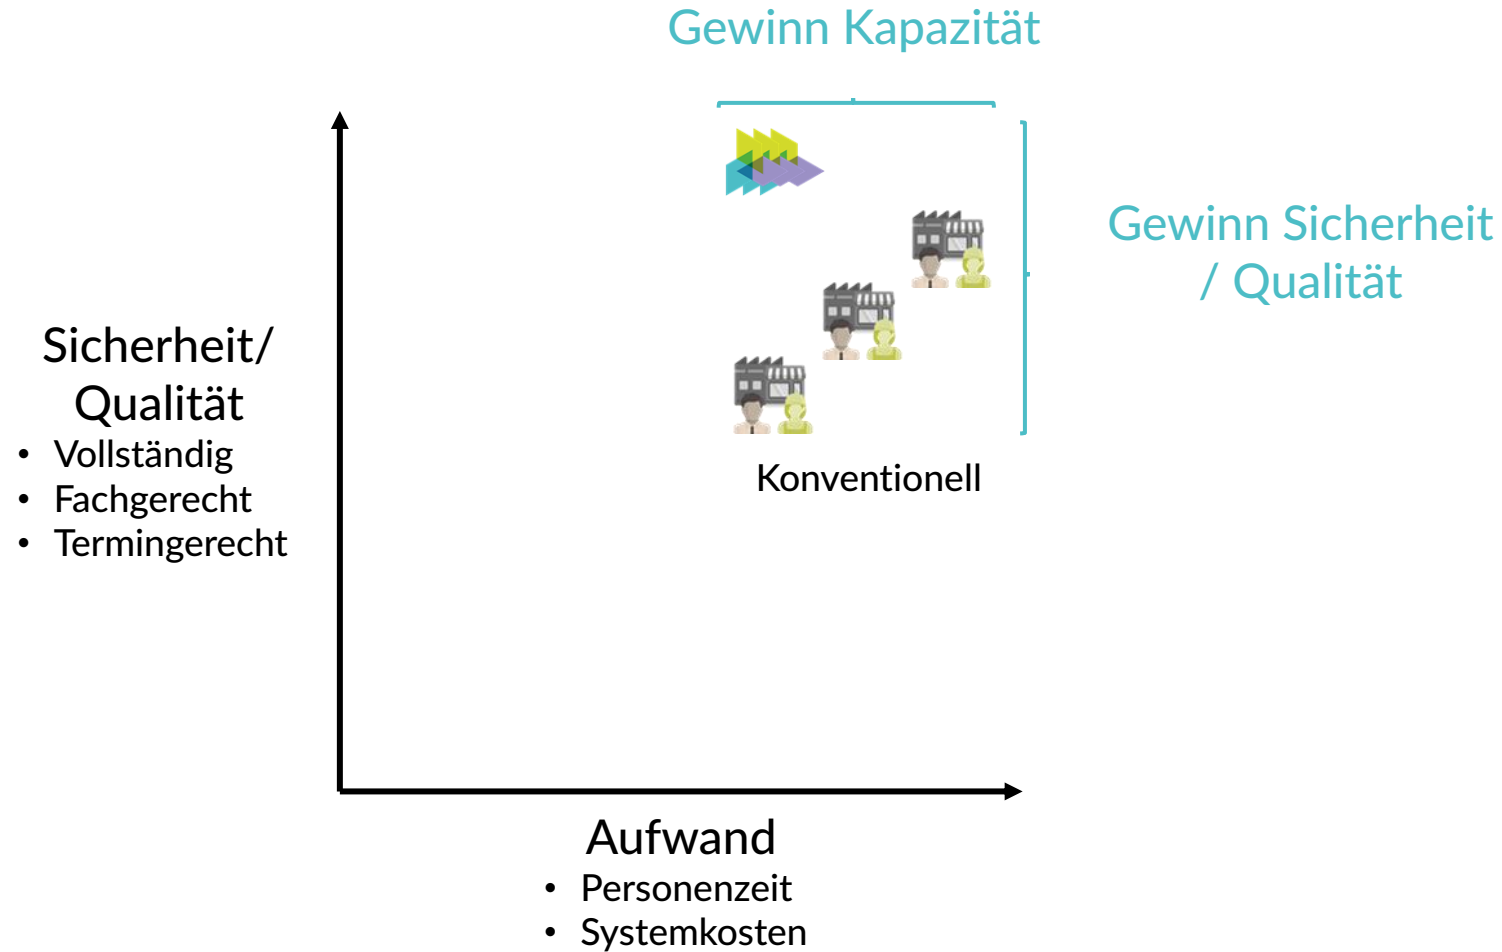 Gewinn Kapazität
Gewinn Sicherheit
/ Qualität
Sicherheit/
Qualität
• Vollständig
• Fachgerecht
• Termingerecht
Konventionell
Aufwand
• Personenzeit
• Systemkosten